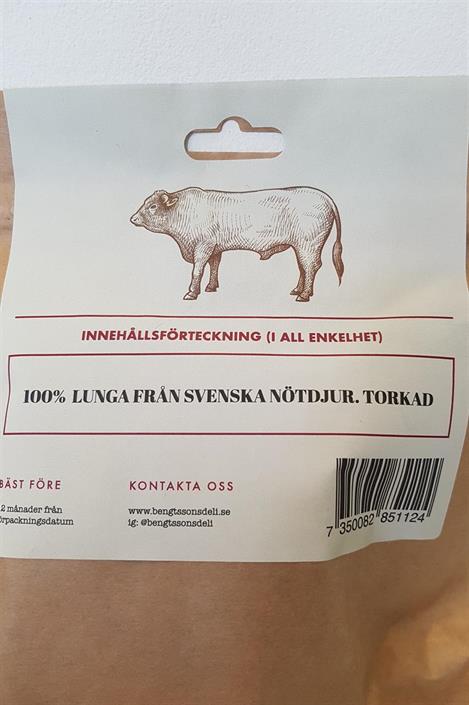 INNEHÅLLSFÖRTECKNING (I ALL ENKELHET)
100% LUNGA FRÅN SVENSKA NÖTDJUR. TORKAD
BÄST FÖRE
2 månader från
KONTAKTA OSS
www.bengtssonsdeli.se
ig: @bengtssonsdeli
7 350082 851124